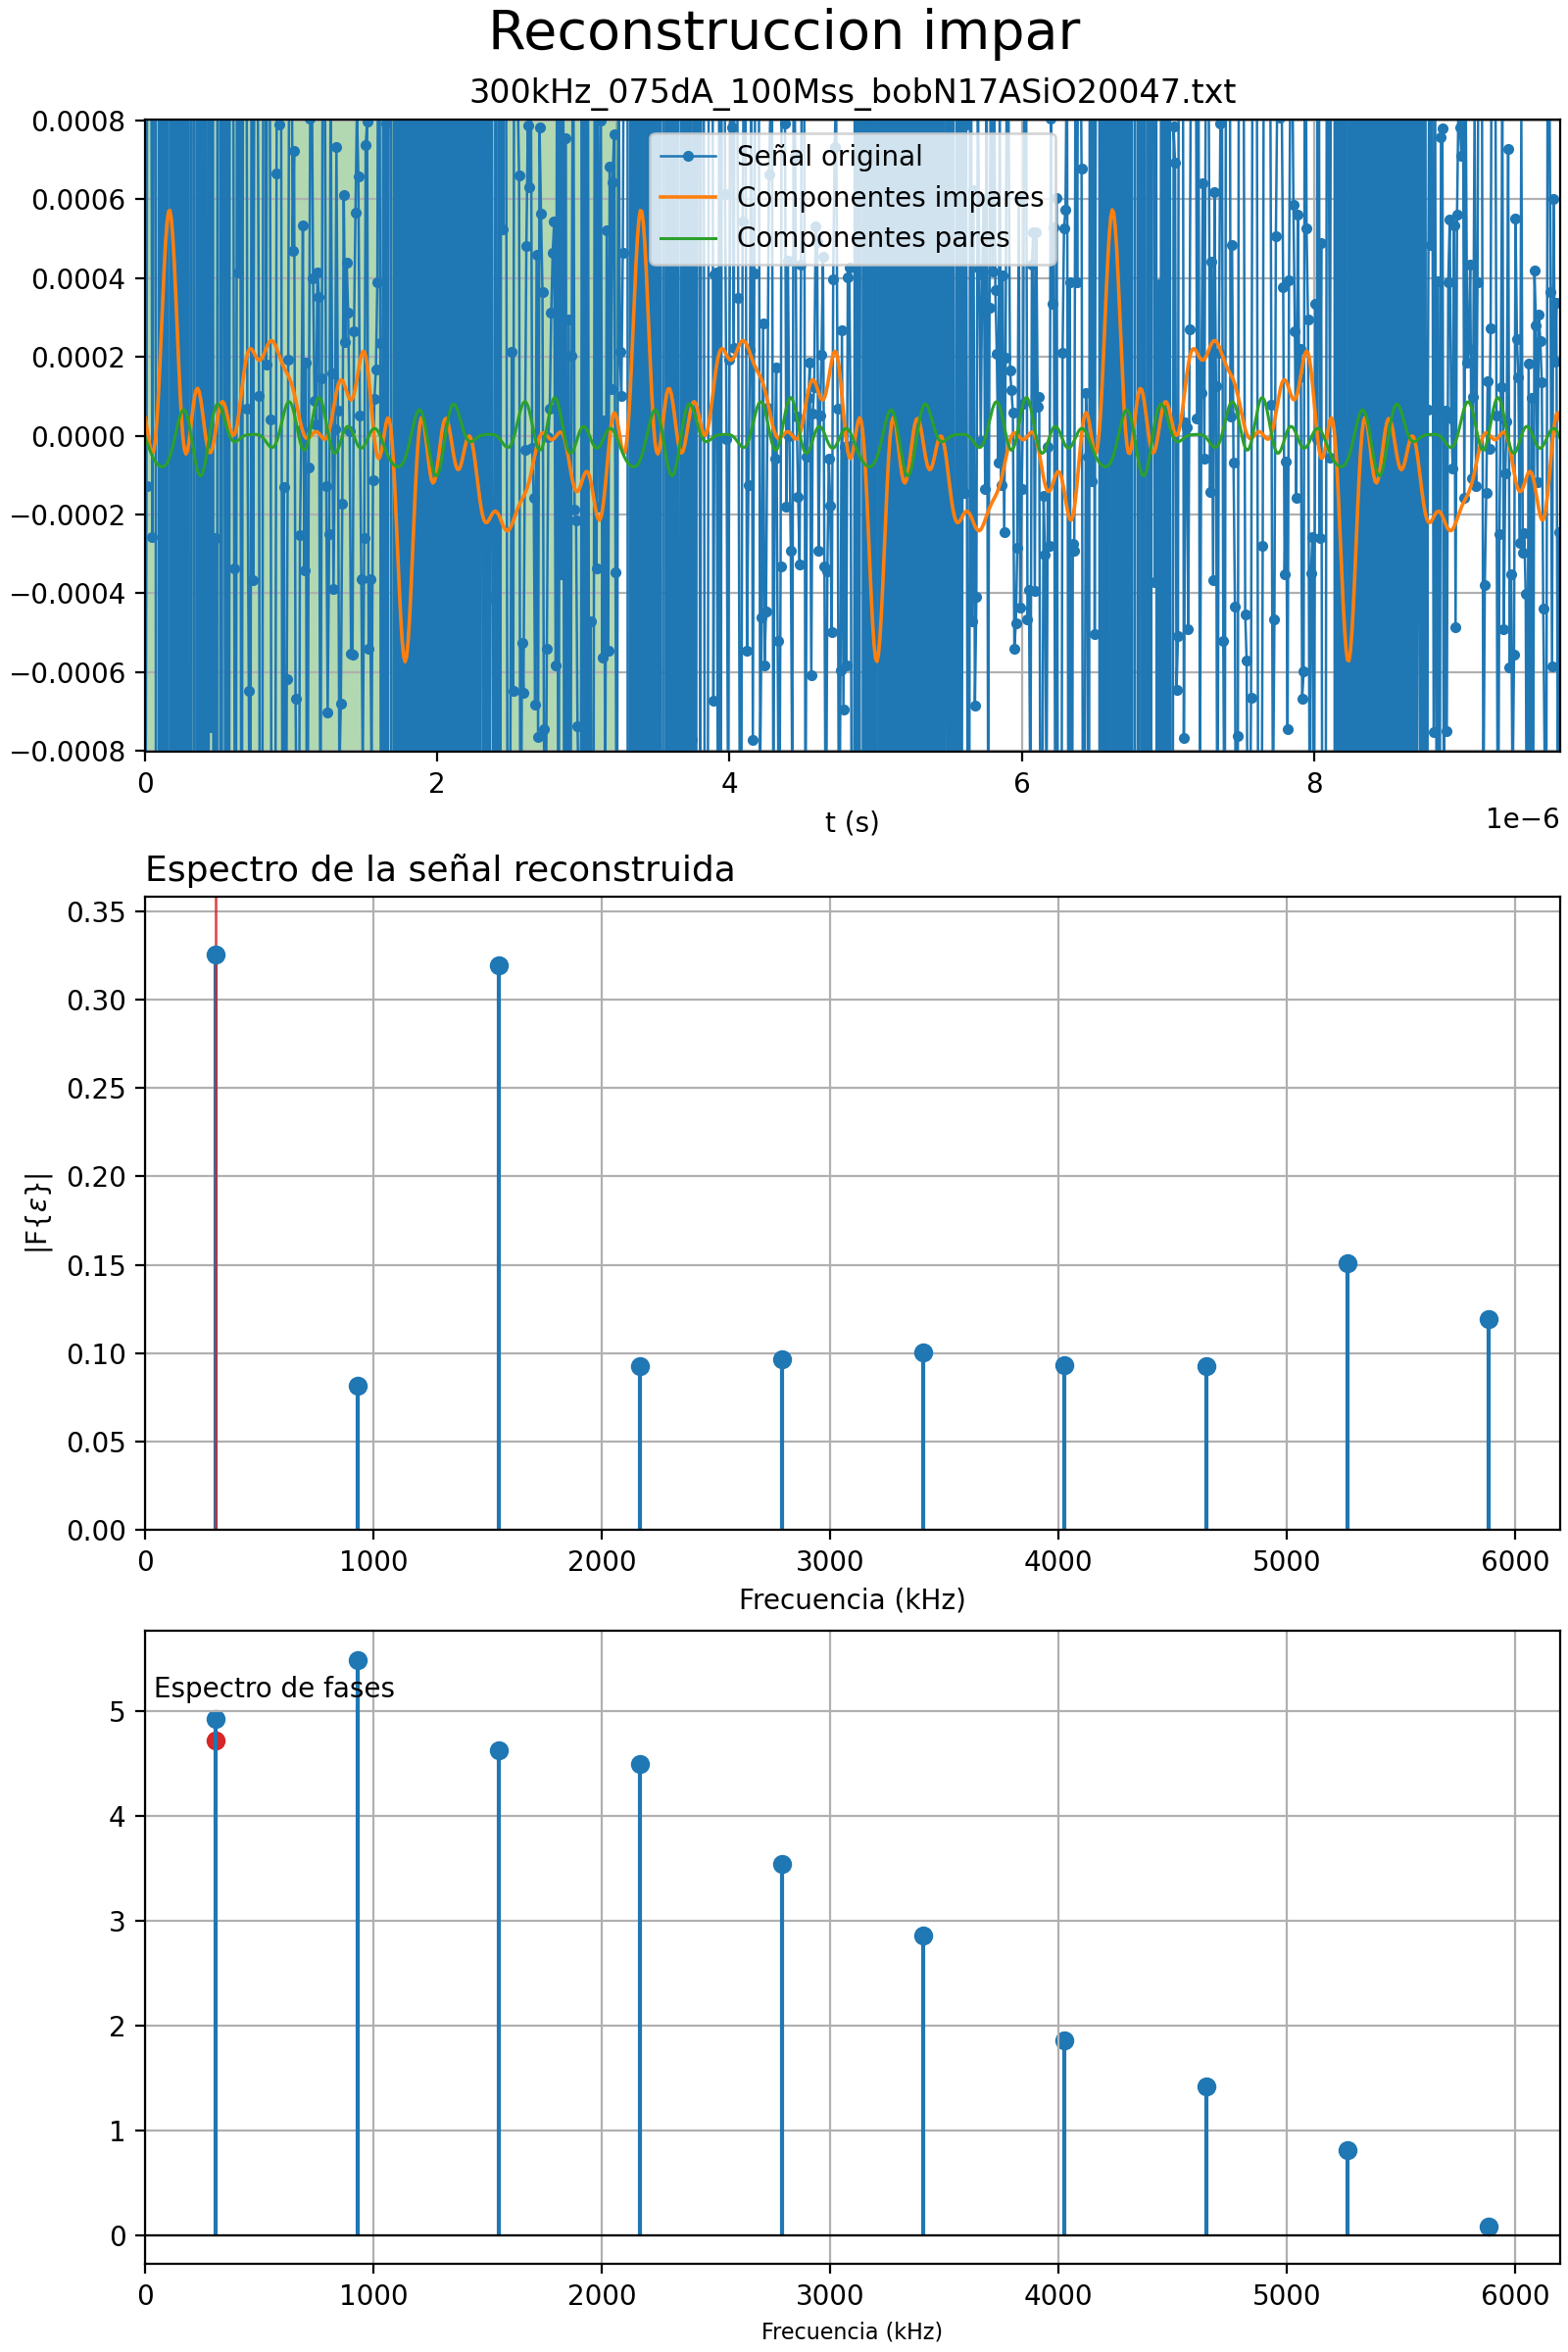 Reconstruccion impar
300kHz_075dA_100Mss_bobN17ASiO20047.txt
0.0008
0.0006
0.0004
0.0002
0.0000
−0.0002
−0.0004
−0.0006
−0.0008
Señal original
Componentes impares
Componentes pares
0 2 4 6 8
t (s)
1e−6
Espectro de la señal reconstruida
0.35
0.30
0.25
0.20
0.15
0.10
0.05
0.00
|F{ε}|
0 1000 2000 3000 4000 5000 6000
Frecuencia (kHz)
Espectro de fases
5
4
3
2
1
0
0 1000 2000 3000 4000 5000 6000
Frecuencia (kHz)